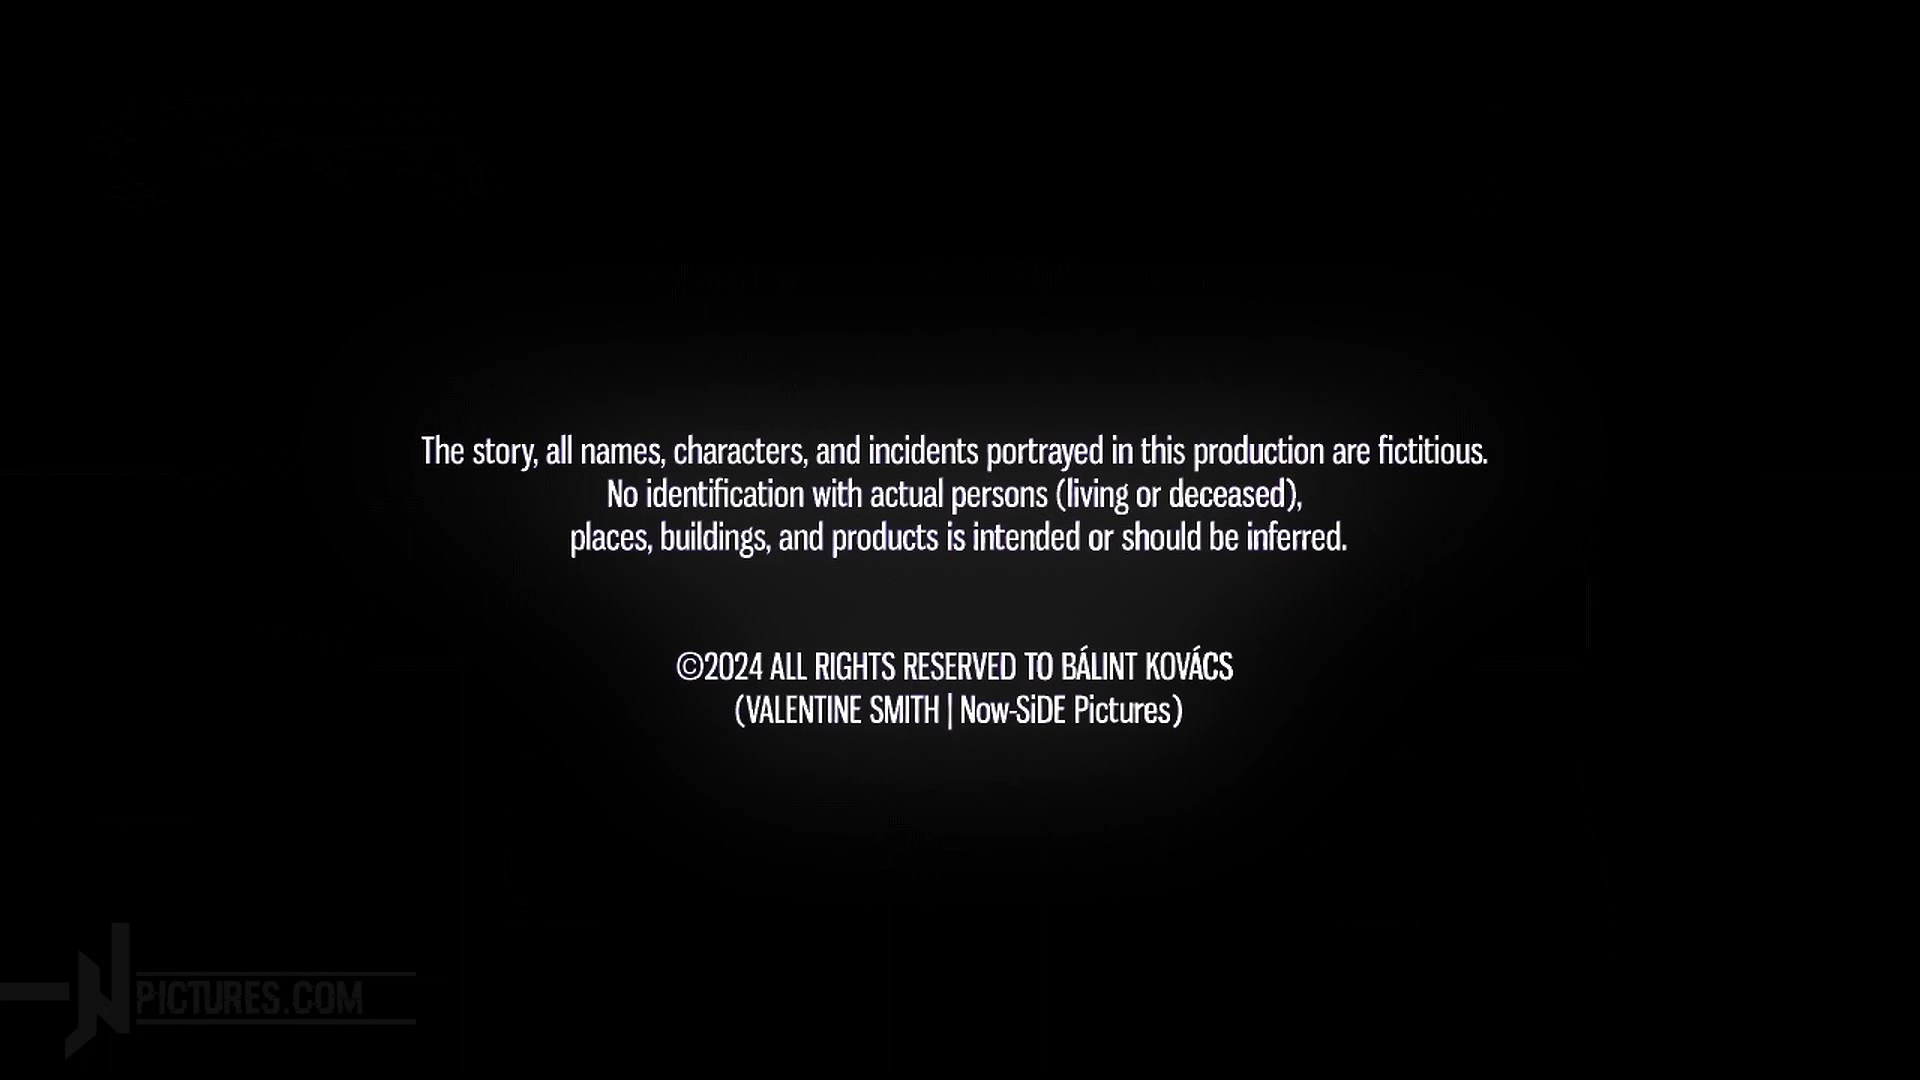 The story, all names, characters, and incidents portrayed in this production are fictitious.
No identification with actual persons (living or deceased),
places, buildings, and products is intended or should be inferred.
©2024 ALL RIGHTS RESERVED TO BÁLINT KOVÁCS
(VALENTINE SMITH | Now-SiDE Pictures)
PICTURES.COM